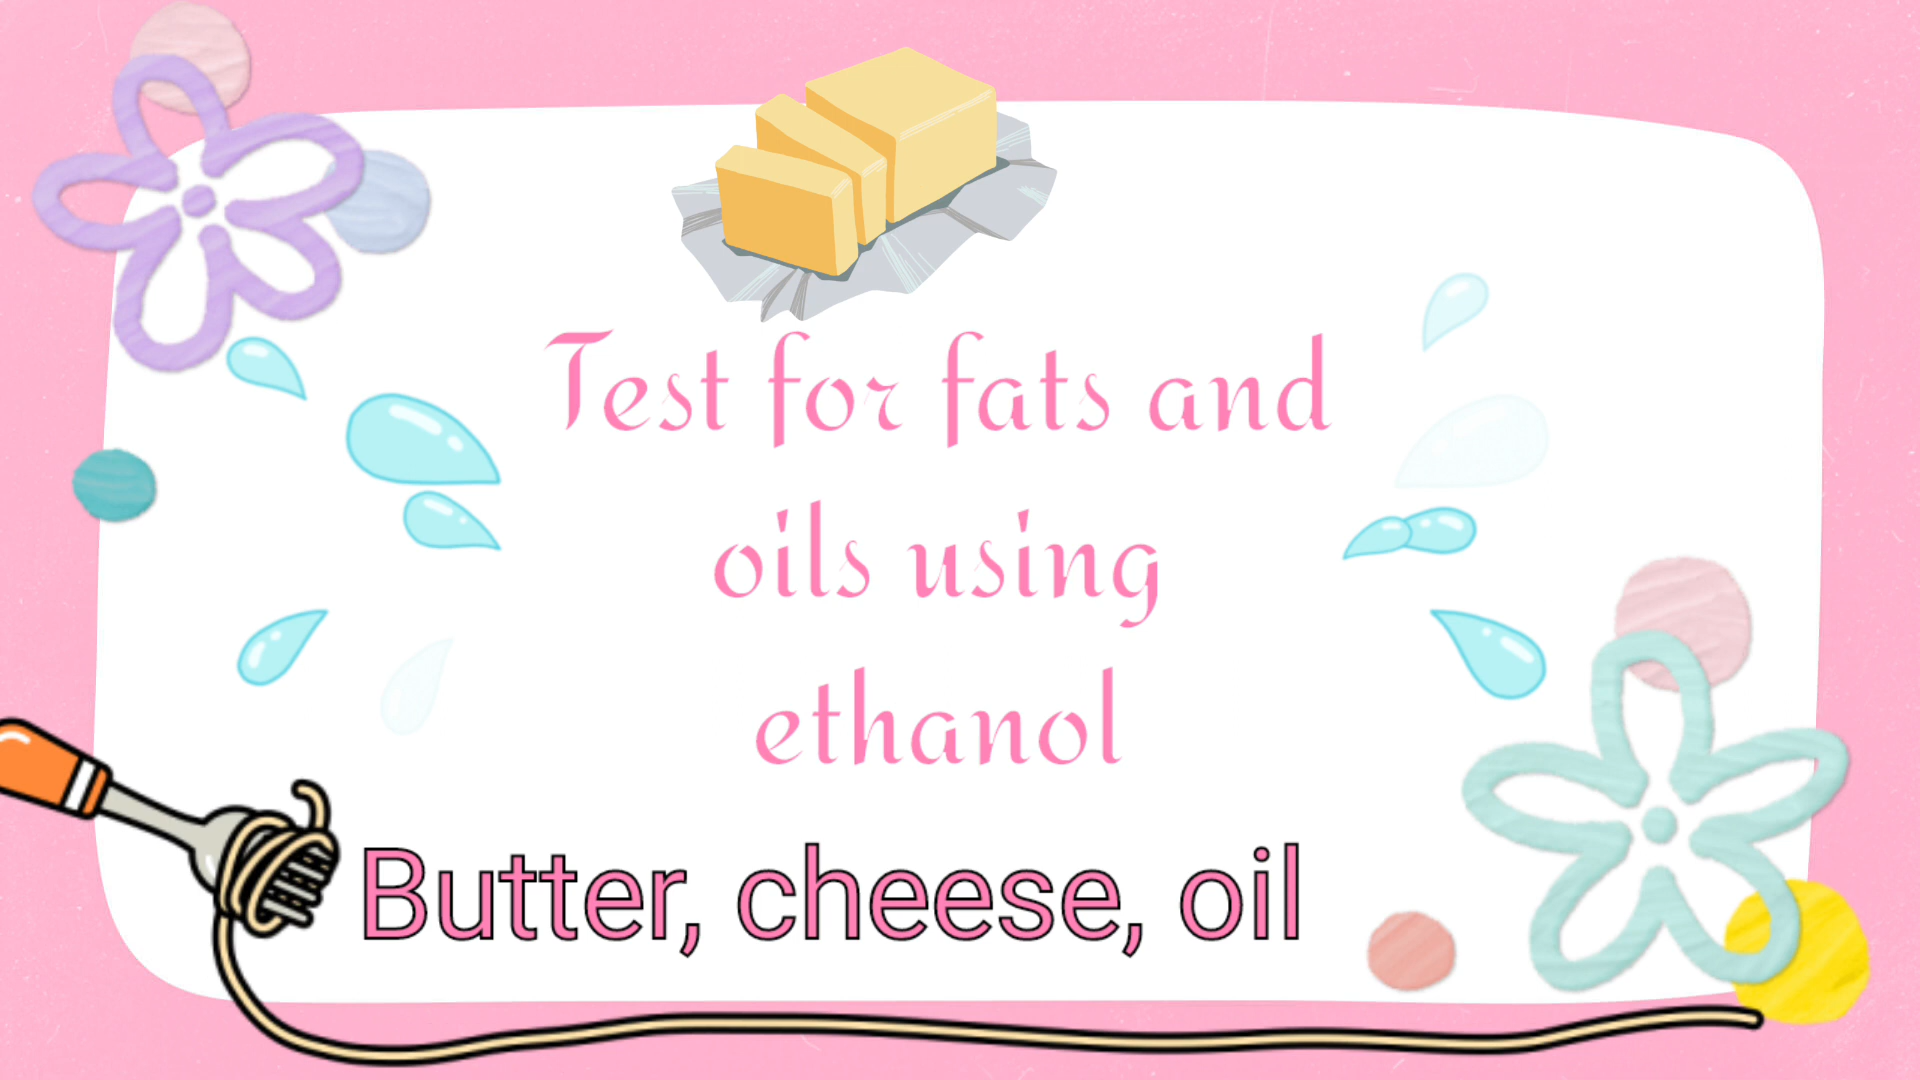 Test for fats and
oils using
ethanol
Butter, cheese, oil